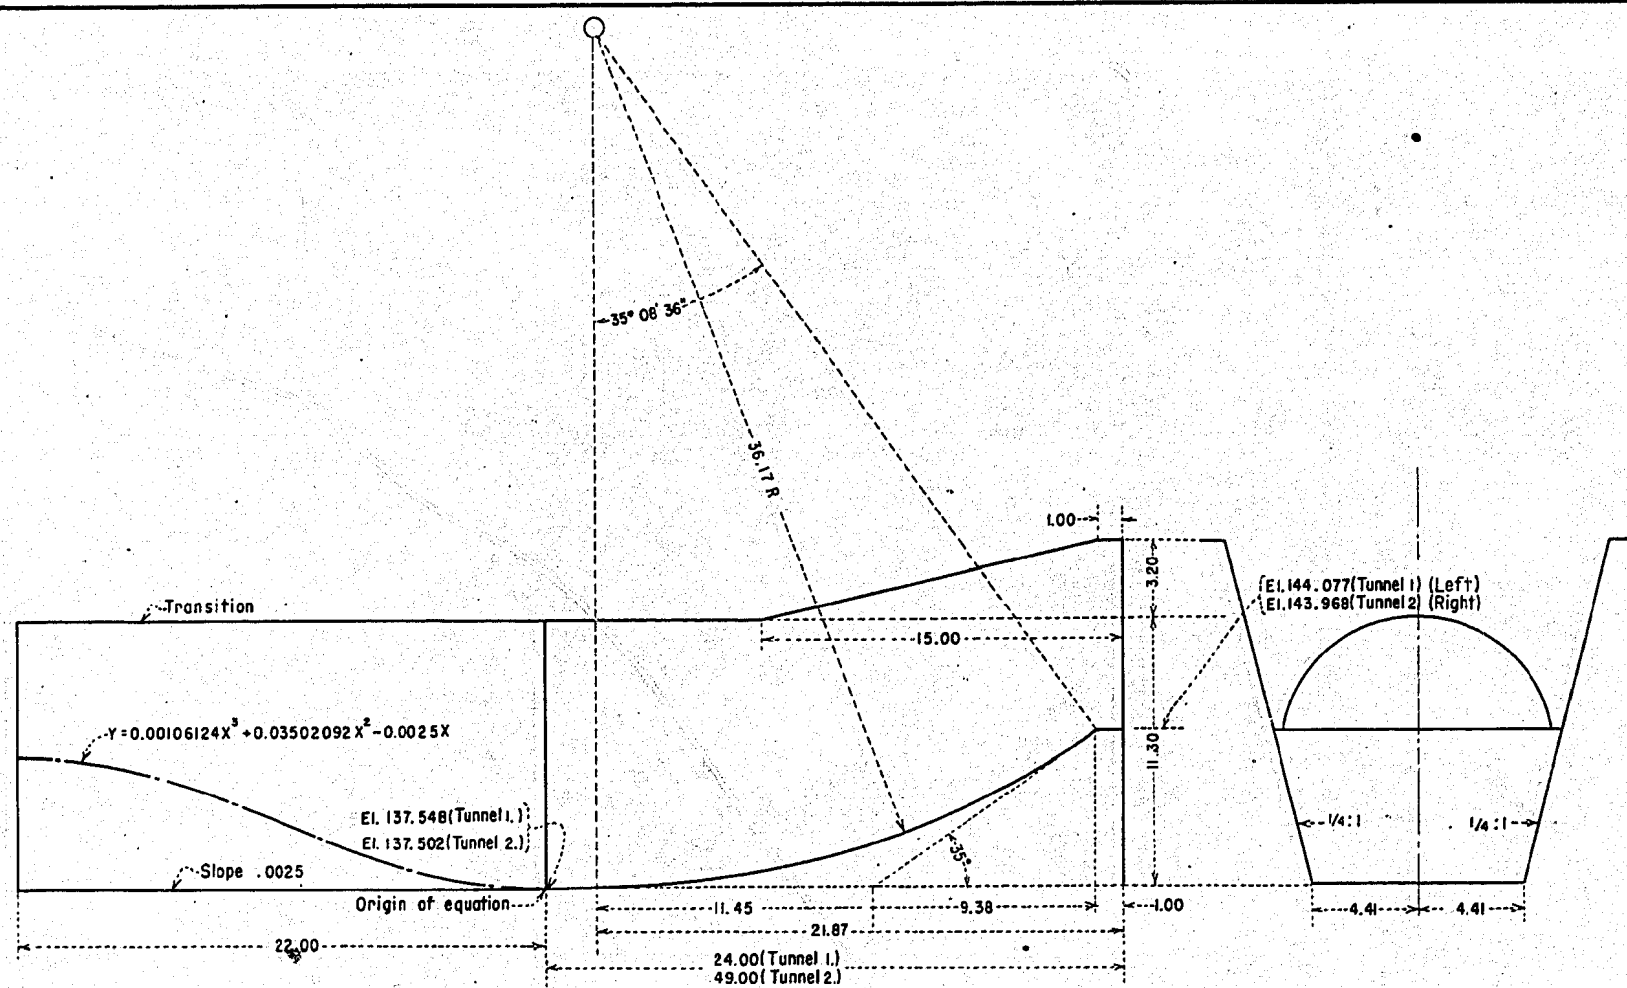 35° 08' 36"
36.17 R
1.00
3.20
El.144.077(Tunnel 1) (Left)
El.143.968(Tunnel 2) (Right)
Transition
15.00
11.30
Y=0.00106124X³+0.03502092X²-0.0025X
El. 137.548(Tunnel 1.)
El. 137.502(Tunnel 2.)
35°
1/4:1
1/4:1
Slope .0025
Origin of equation
11.45
9.38
1.00
4.41
4.41
21.87
22.00
24.00(Tunnel 1.)
49.00(Tunnel 2.)